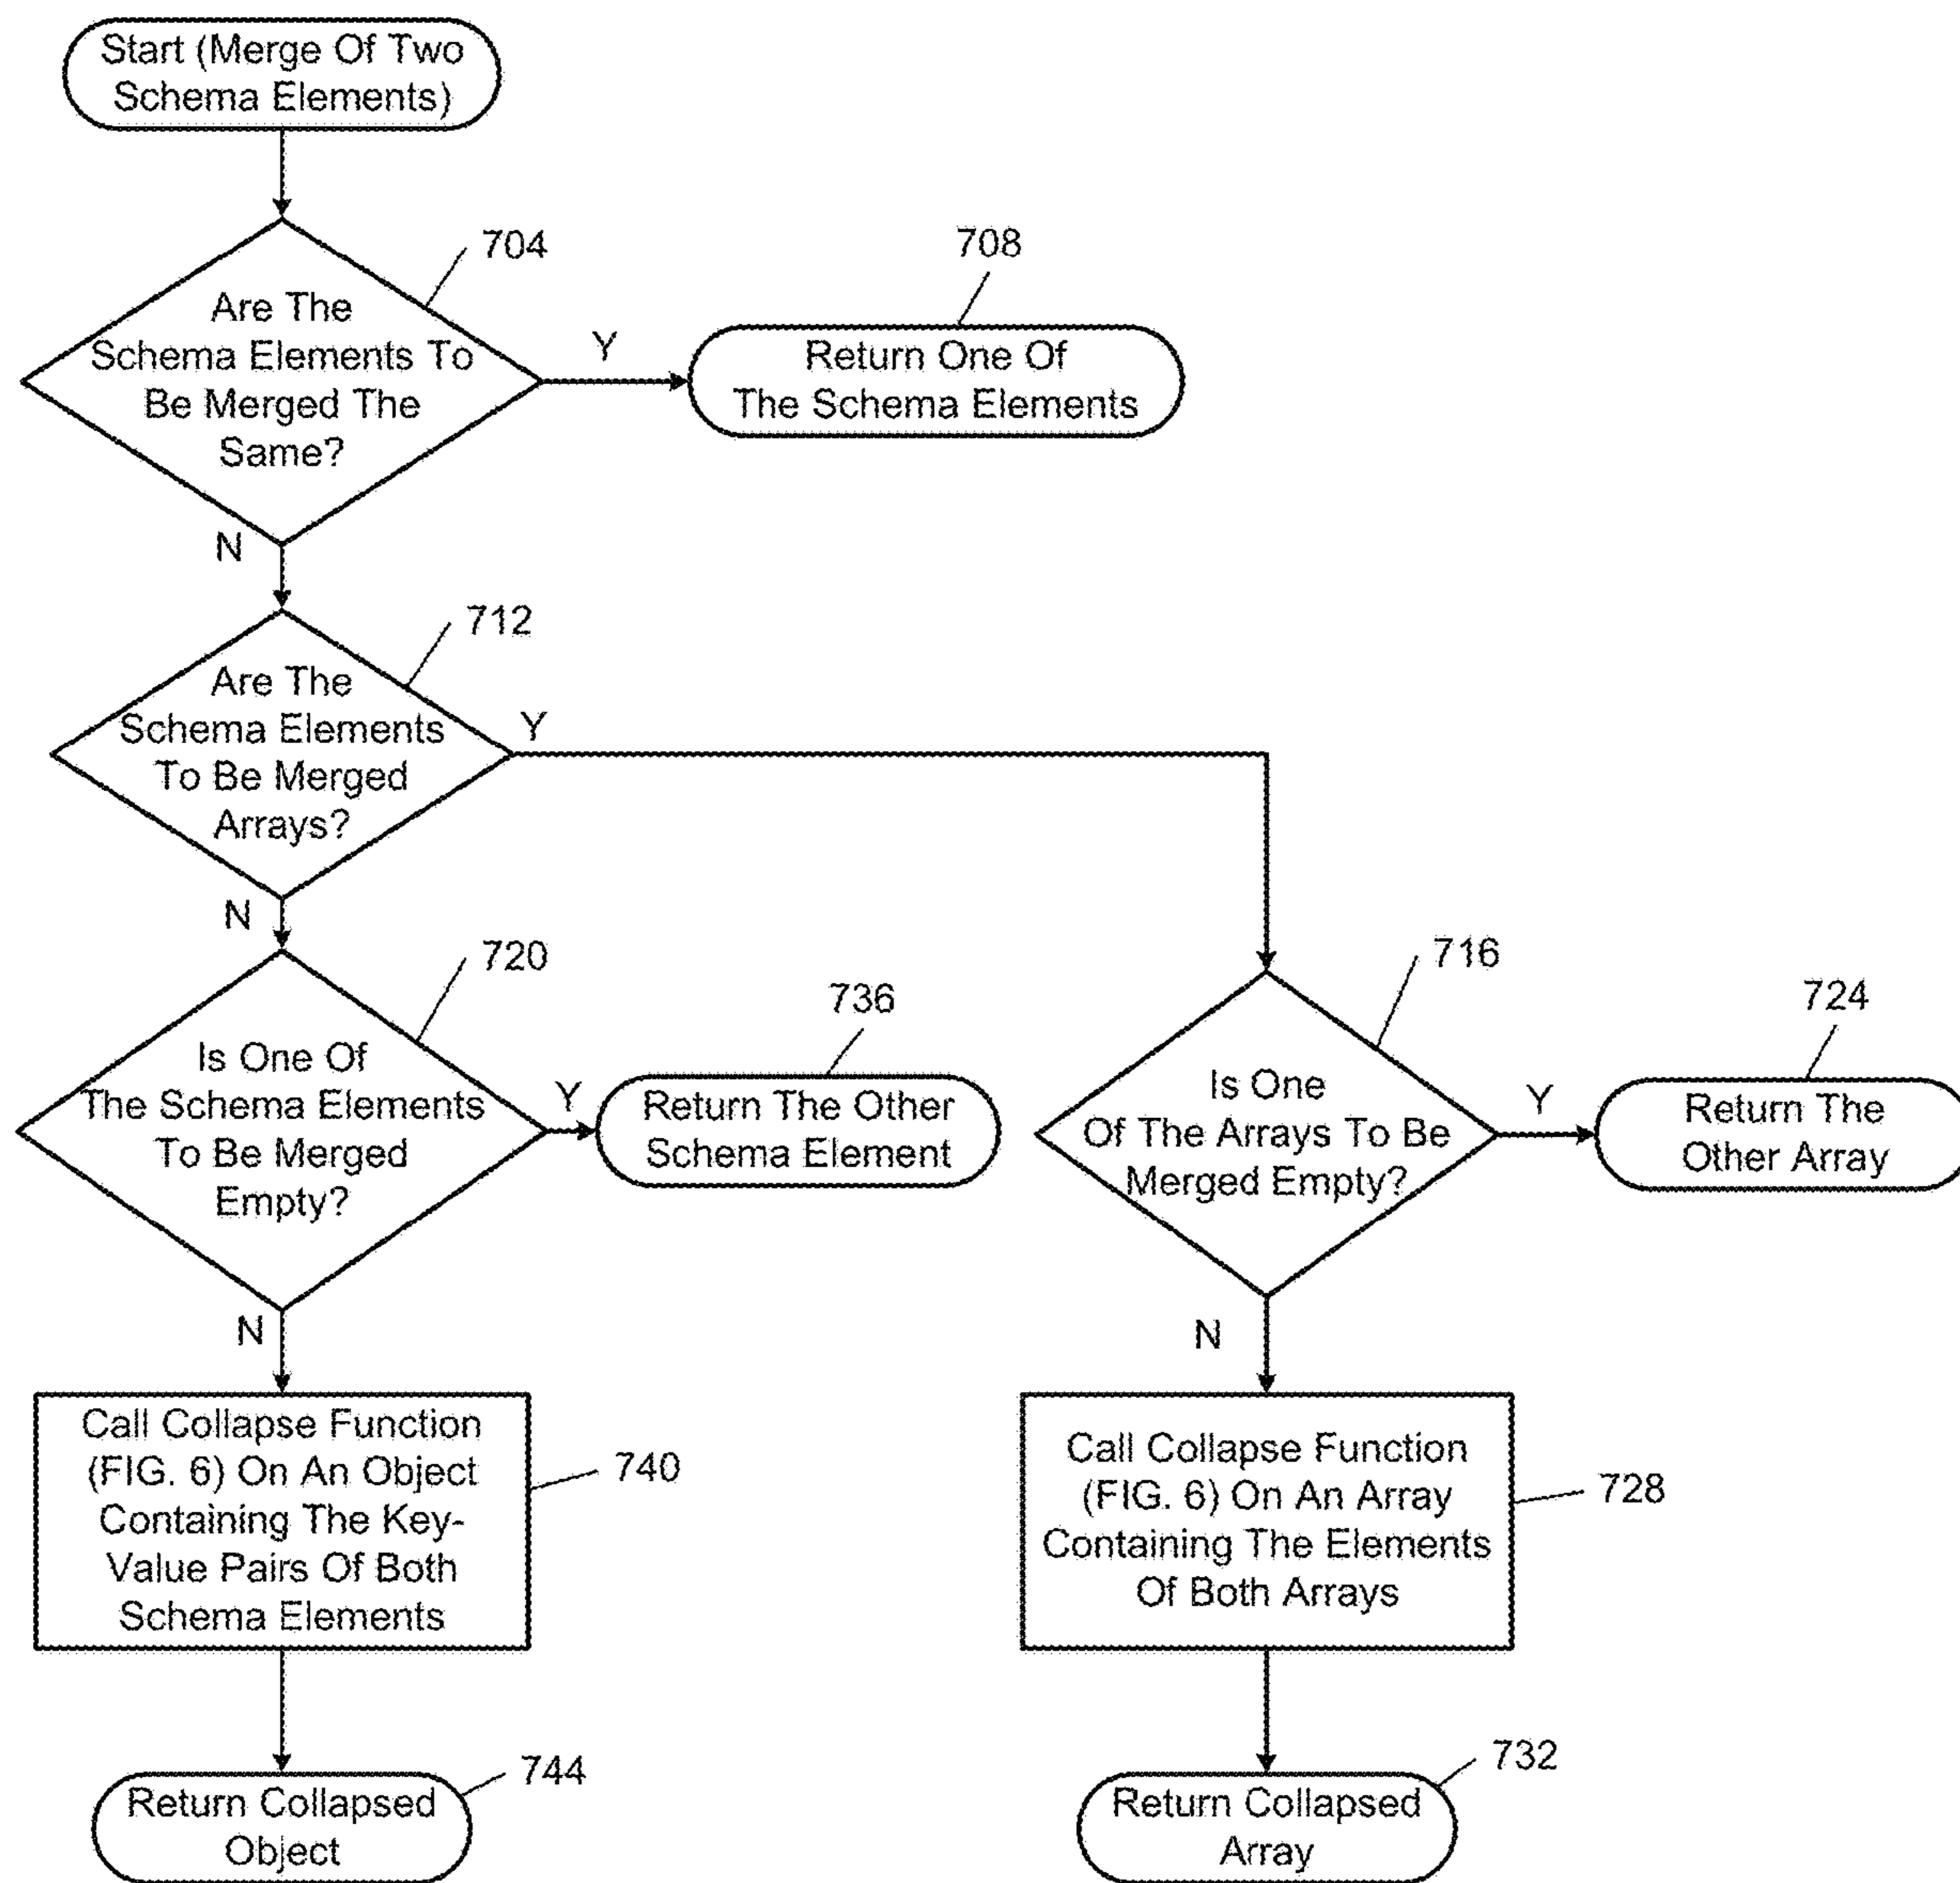 Start (Merge Of Two
Schema Elements)
704
Are The
Schema Elements To
Be Merged The
Same?
Y
708
Return One Of
The Schema Elements
N
712
Are The
Schema Elements
To Be Merged
Arrays?
Y
N
720
Is One Of
The Schema Elements
To Be Merged
Empty?
Y
736
Return The Other
Schema Element
716
Is One
Of The Arrays To Be
Merged Empty?
Y
724
Return The
Other Array
N
Call Collapse Function
(FIG. 6) On An Object
Containing The Key-
Value Pairs Of Both
Schema Elements
740
N
Call Collapse Function
(FIG. 6) On An Array
Containing The Elements
Of Both Arrays
728
744
Return Collapsed
Object
732
Return Collapsed
Array